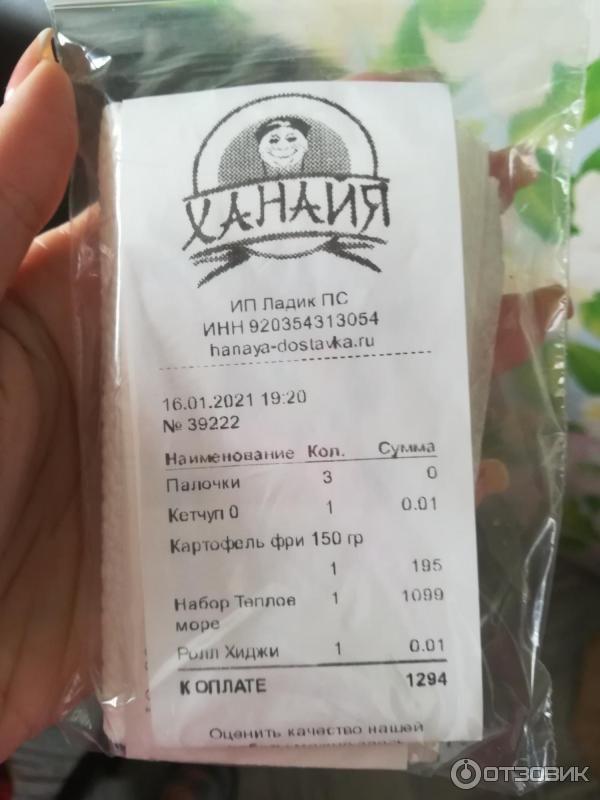 ХАНАИЯ
ИП Ладик ПС
ИНН 920354313054
hanaya-dostavka.ru
16.01.2021 19:20
№ 39222
Наименование Кол. Сумма
Палочки 3 0
Кетчуп 0 1 0.01
Картофель фри 150 гр
1 195
Набор Теплое 1 1099
море
Ролл Хиджи 1 0.01
К ОПЛАТЕ 1294
Оценить качество нашей
ОТЗОВИК